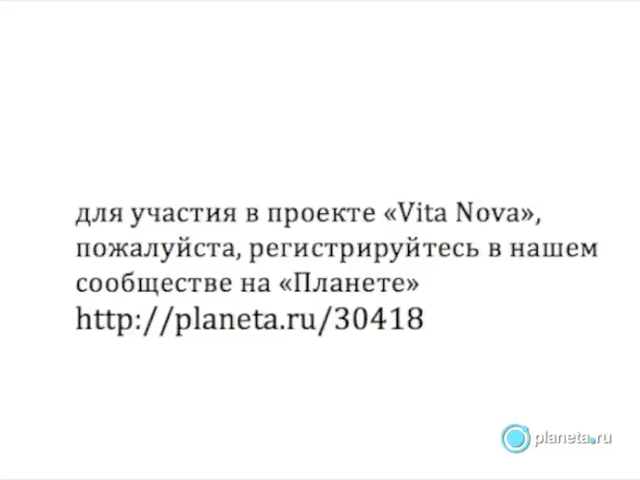 для участия в проекте «Vita Nova»,
пожалуйста, регистрируйтесь в нашем
сообществе на «Планете»
http://planeta.ru/30418
planeta.ru